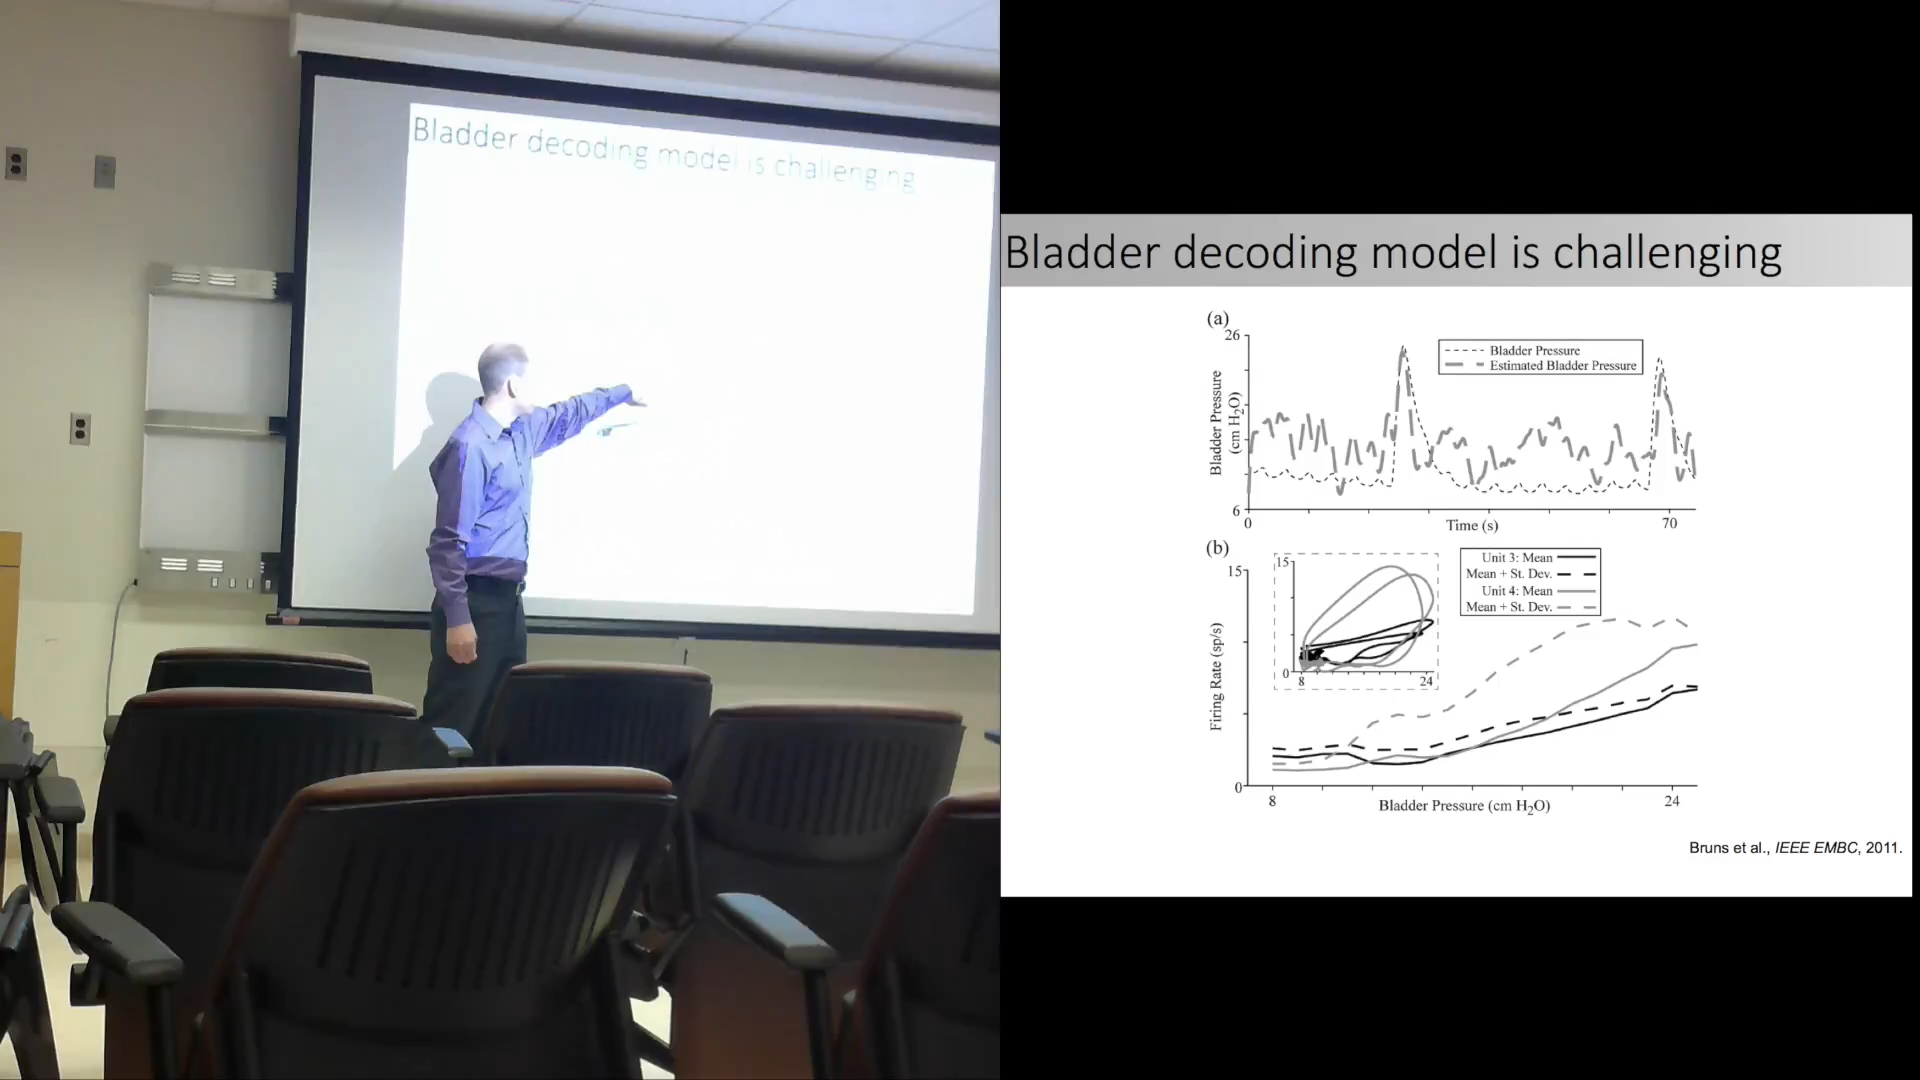 Bladder decoding model is challenging
Bladder decoding model is challenging
(a)
26
Bladder Pressure
(cm H2O)
6
0
Time (s)
70
Bladder Pressure
Estimated Bladder Pressure
(b)
15
Firing Rate (sp/s)
0
15
0
8
24
Unit 3: Mean
Mean + St. Dev.
Unit 4: Mean
Mean + St. Dev.
8
Bladder Pressure (cm H2O)
24
Bruns et al., IEEE EMBC, 2011.